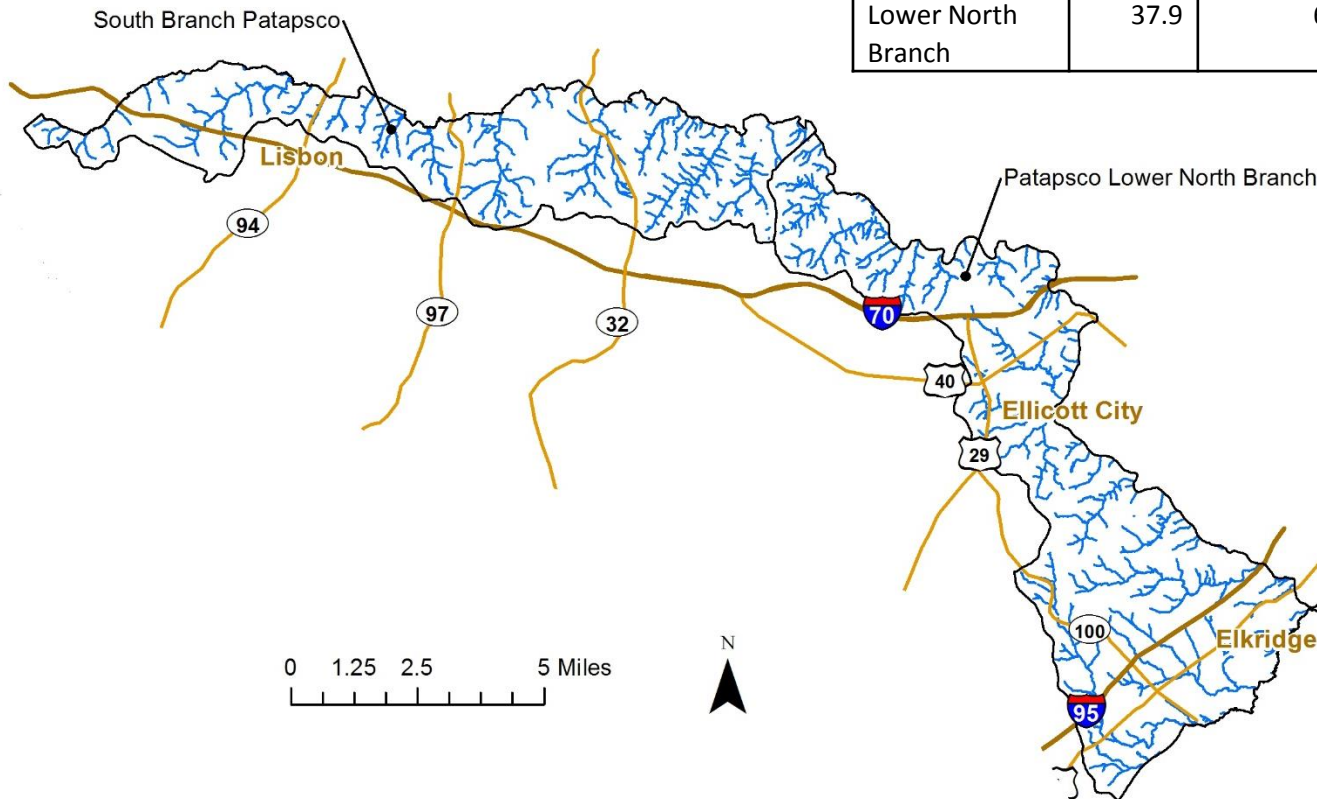 South Branch Patapsco
Lower North 37.9
Branch
Lisbon
Patapsco Lower North Branch
94
97
32
70
40
Ellicott City
29
0 1.25 2.5 5 Miles
N
100
Elkridge
95